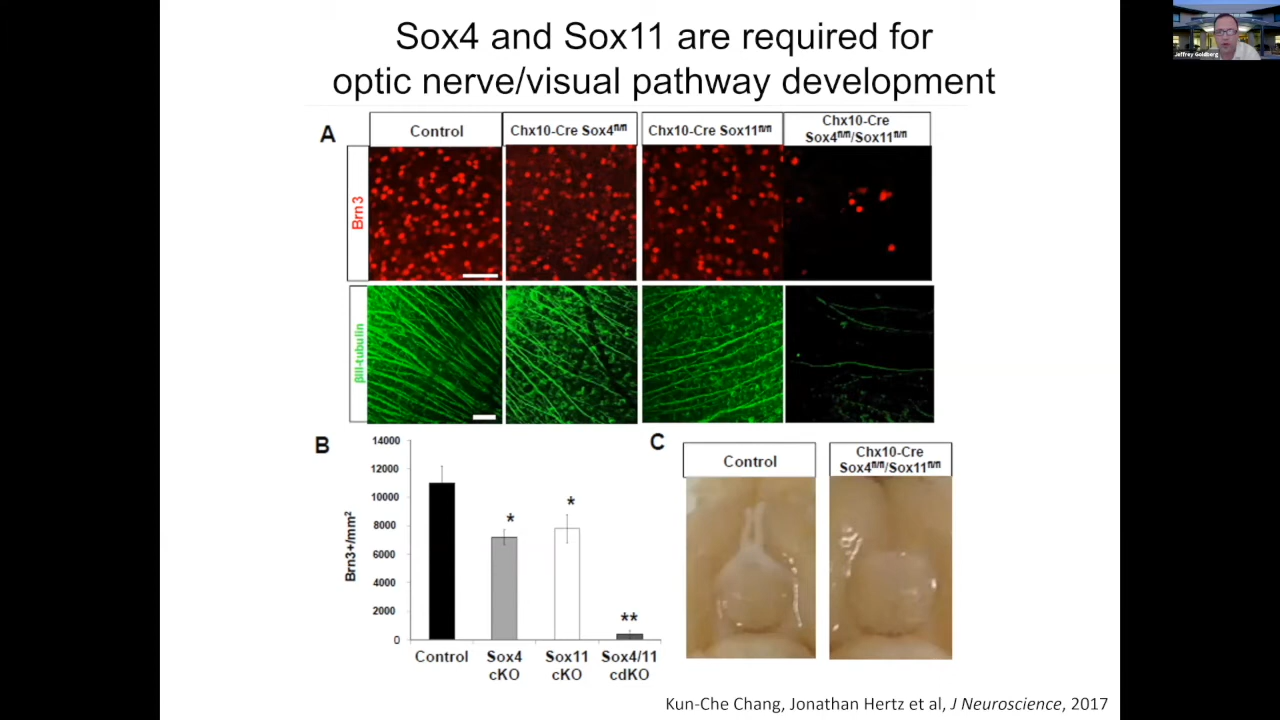 Sox4 and Sox11 are required for
optic nerve/visual pathway development
Jeffrey Goldberg
A
Control
Chx10-Cre Sox4fl/fl
Chx10-Cre Sox11fl/fl
Chx10-Cre
Sox4fl/fl/Sox11fl/fl
Brn3
βIII-tubulin
B
14000
12000
10000
8000
6000
4000
2000
0
Brn3+/mm²
*
*
**
Control
Sox4
cKO
Sox11
cKO
Sox4/11
cdKO
C
Control
Chx10-Cre
Sox4fl/fl/Sox11fl/fl
Kun-Che Chang, Jonathan Hertz et al, J Neuroscience, 2017